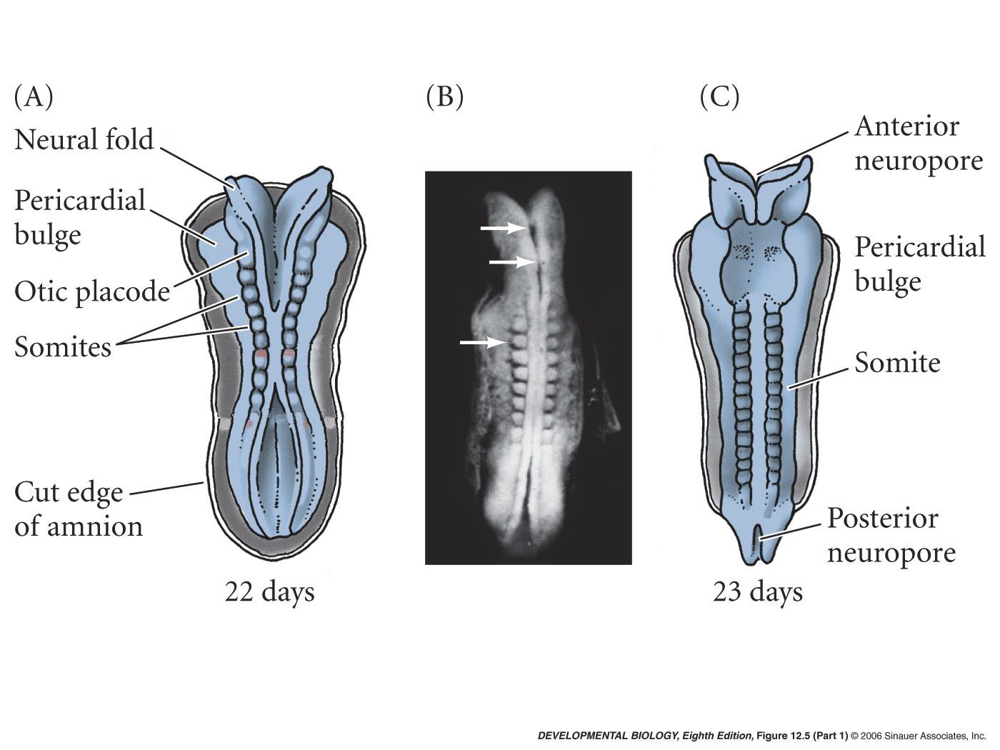 (A)
Neural fold
Pericardial
bulge
Otic placode
Somites
Cut edge
of amnion
22 days
(B)
(C)
Anterior
neuropore
Pericardial
bulge
Somite
Posterior
neuropore
23 days
DEVELOPMENTAL BIOLOGY, Eighth Edition, Figure 12.5 (Part 1) © 2006 Sinauer Associates, Inc.